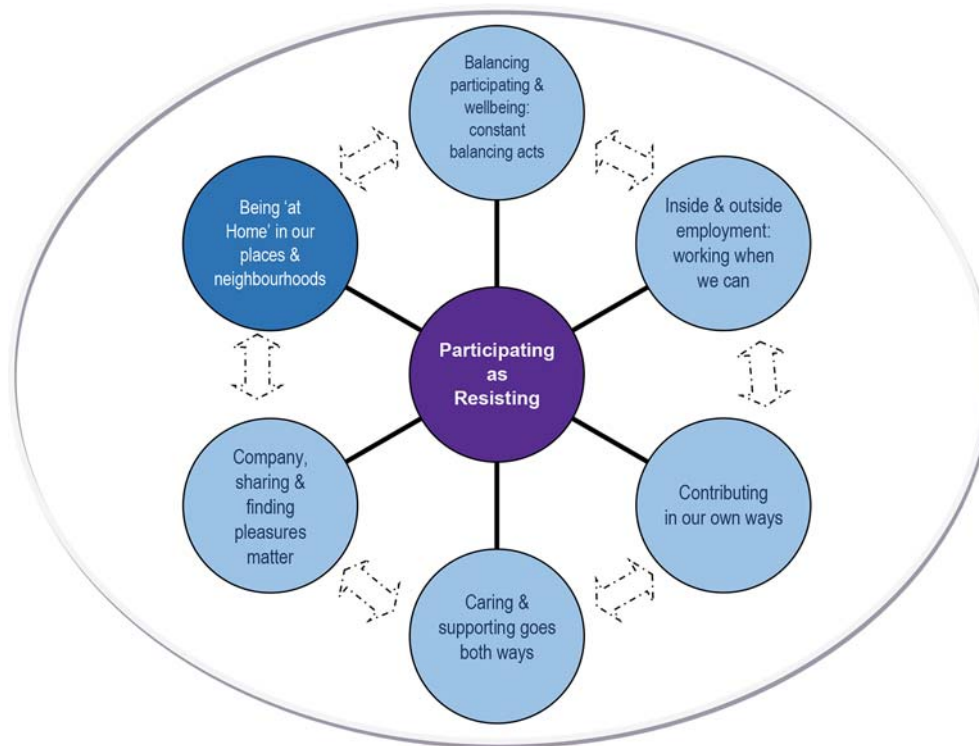 Balancing
participating &
wellbeing:
constant
balancing acts
Being ‘at
Home’ in our
places &
neighbourhoods
Inside & outside
employment:
working when
we can
Participating
as
Resisting
Company,
sharing &
finding
pleasures
matter
Contributing
in our own ways
Caring &
supporting goes
both ways